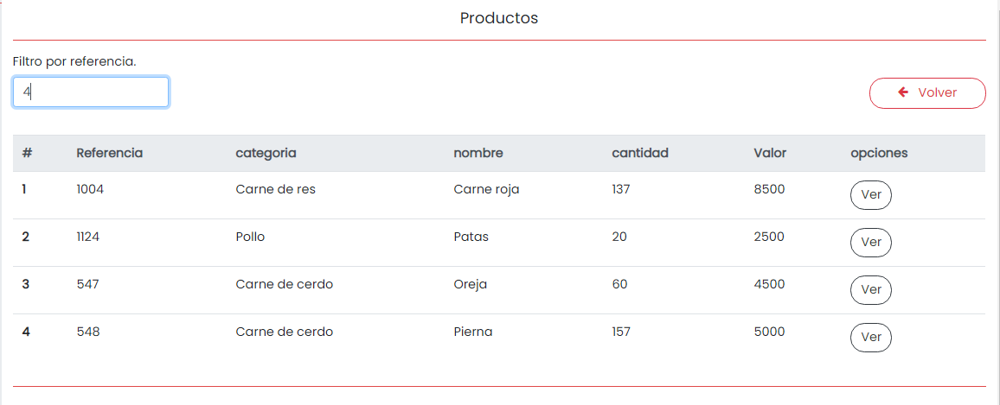 Productos
Filtro por referencia.
4
Volver
# Referencia categoria nombre cantidad Valor opciones
1 1004 Carne de res Carne roja 137 8500 Ver
2 1124 Pollo Patas 20 2500 Ver
3 547 Carne de cerdo Oreja 60 4500 Ver
4 548 Carne de cerdo Pierna 157 5000 Ver